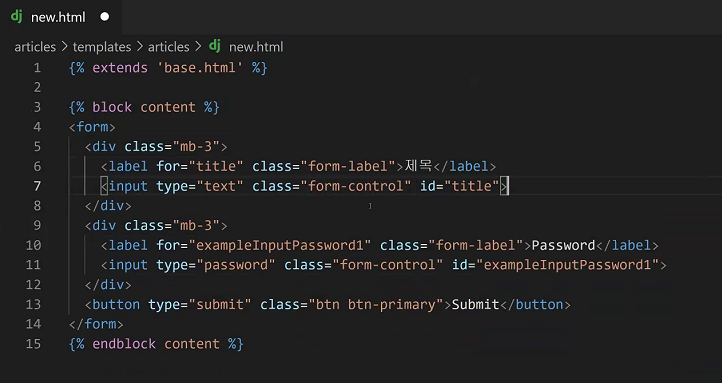 dj new.html
articles > templates > articles > dj new.html
1 {% extends 'base.html' %}
2
3 {% block content %}
4 <form>
5 <div class="mb-3">
6 <label for="title" class="form-label">제목</label>
7 <input type="text" class="form-control" id="title">
8 </div>
9 <div class="mb-3">
10 <label for="exampleInputPassword1" class="form-label">Password</label>
11 <input type="password" class="form-control" id="exampleInputPassword1">
12 </div>
13 <button type="submit" class="btn btn-primary">Submit</button>
14 </form>
15 {% endblock content %}